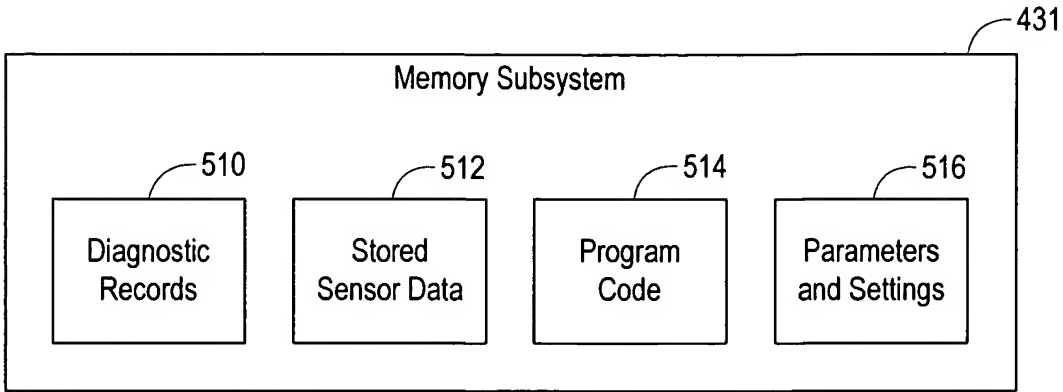 431
Memory Subsystem
510
512
514
516
Diagnostic
Records
Stored
Sensor Data
Program
Code
Parameters
and Settings